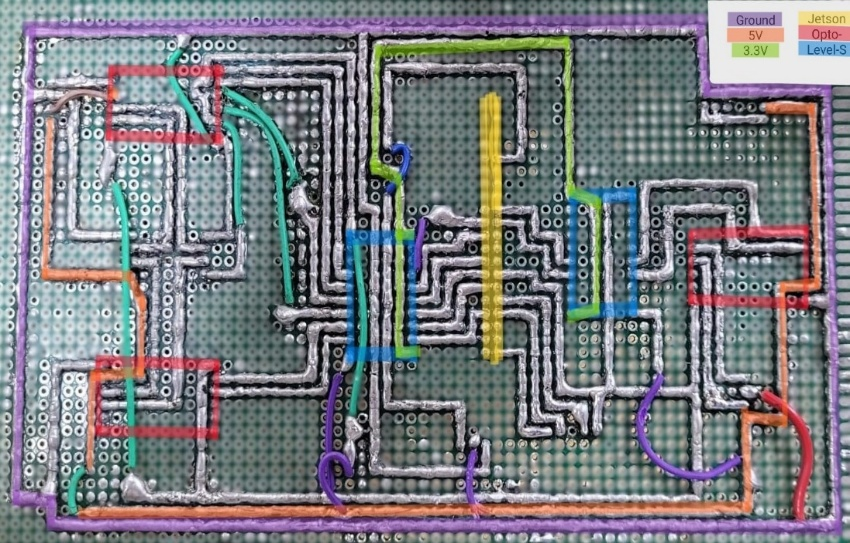 Ground Jetson
5V Opto-
3.3V Level-S